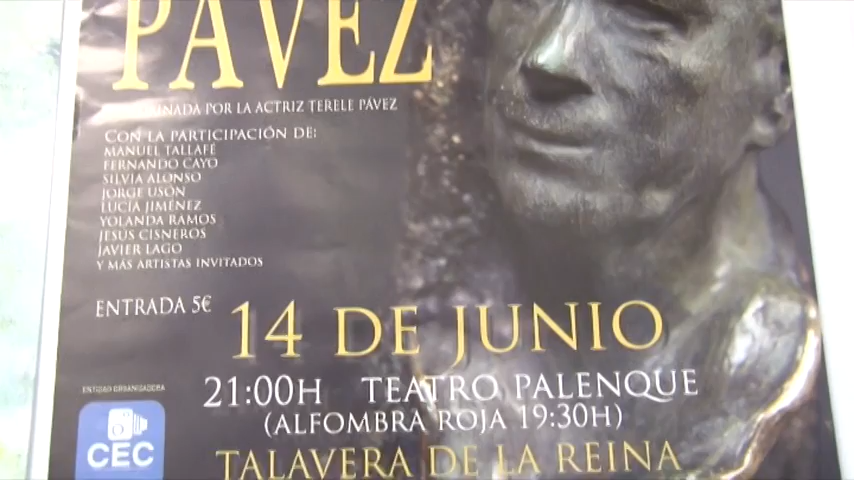 PÁVEZ
POR LA ACTRIZ TERELE PÁVEZ
CON LA PARTICIPACIÓN DE:
MANUEL TALLAFÉ
FERNANDO CAYO
SILVIA ALONSO
JORGE USÓN
LUCÍA JIMÉNEZ
YOLANDA RAMOS
JESÚS CISNEROS
JAVIER LAGO
Y MÁS ARTISTAS INVITADOS
ENTRADA 5€
14 DE JUNIO
21:00H TEATRO PALENQUE
(ALFOMBRA ROJA 19:30H)
ENTIDAD ORGANIZADORA
CEC
TALAVERA DE LA REINA